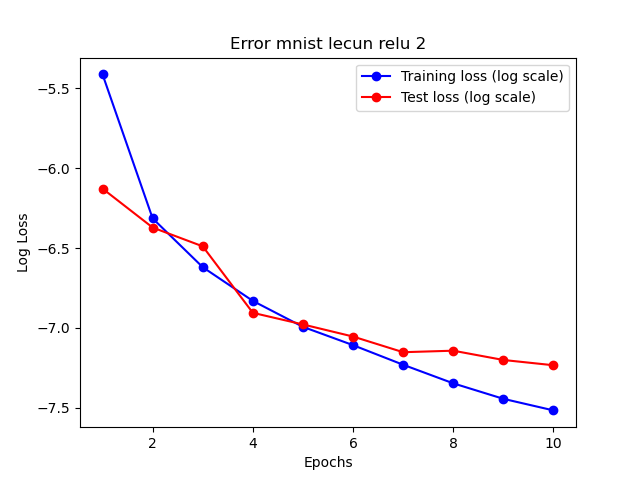 Error mnist lecun relu 2
Training loss (log scale)
Test loss (log scale)
−5.5
−6.0
−6.5
−7.0
−7.5
Log Loss
2
4
6
8
10
Epochs